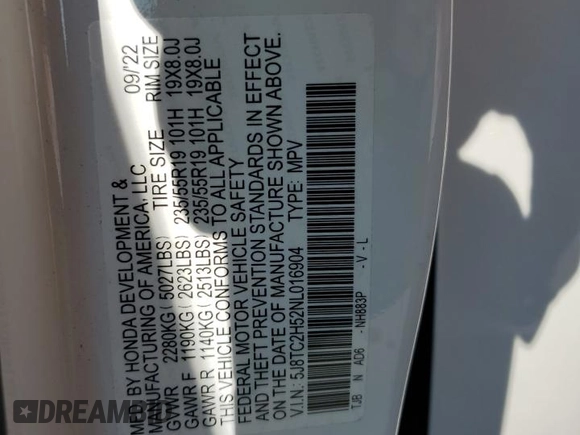 MFD BY HONDA DEVELOPMENT & 09/'22
MANUFACTURING OF AMERICA, LLC
GVWR 2280KG (5027LBS) TIRE SIZE RIM SIZE
GAWR F 1190KG (2623LBS) 235/55R19 101H 19X8.0J
GAWR R 1140KG (2513LBS) 235/55R19 101H 19X8.0J
THIS VEHICLE CONFORMS TO ALL APPLICABLE
FEDERAL MOTOR VEHICLE SAFETY
AND THEFT PREVENTION STANDARDS IN EFFECT
ON THE DATE OF MANUFACTURE SHOWN ABOVE.
V.I.N.: 5J8TC2H52NL016904 TYPE: MPV
TJB N AD6 -NH883P -V-L
DREAMBID